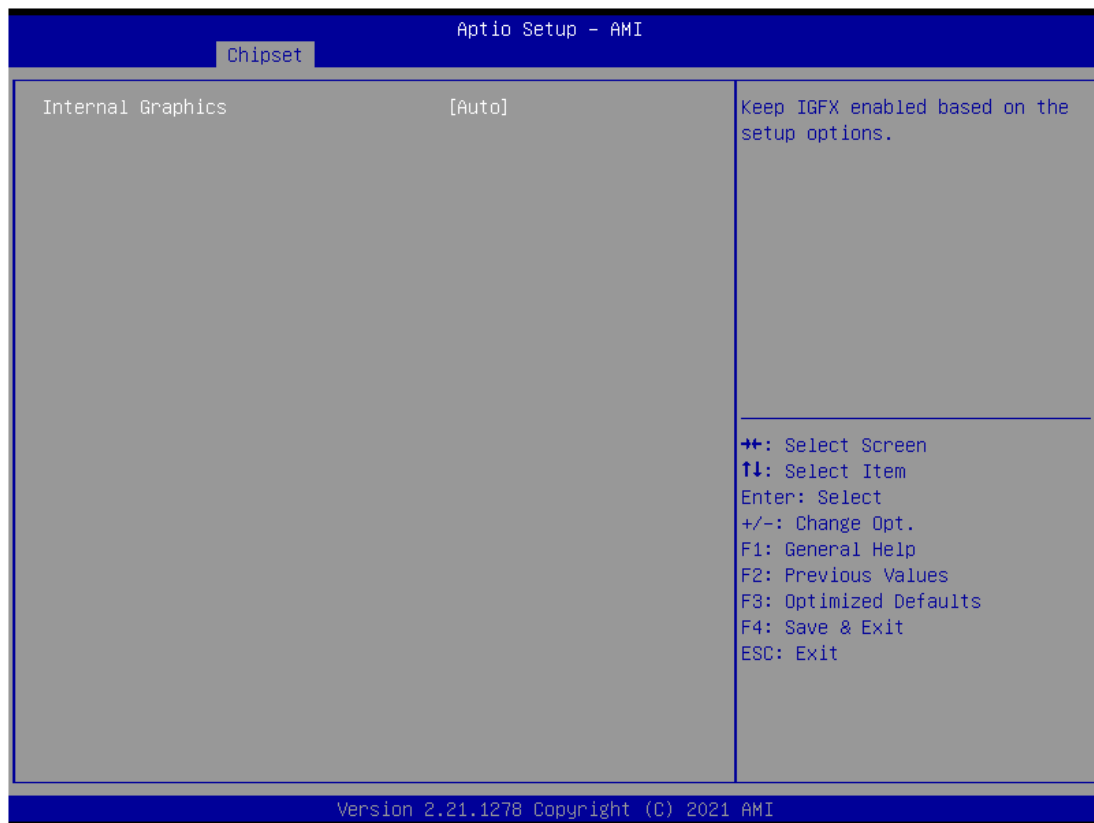 Aptio Setup – AMI
Chipset
Internal Graphics [Auto]
Keep IGFX enabled based on the
setup options.
→←: Select Screen
↑↓: Select Item
Enter: Select
+/-: Change Opt.
F1: General Help
F2: Previous Values
F3: Optimized Defaults
F4: Save & Exit
ESC: Exit
Version 2.21.1278 Copyright (C) 2021 AMI